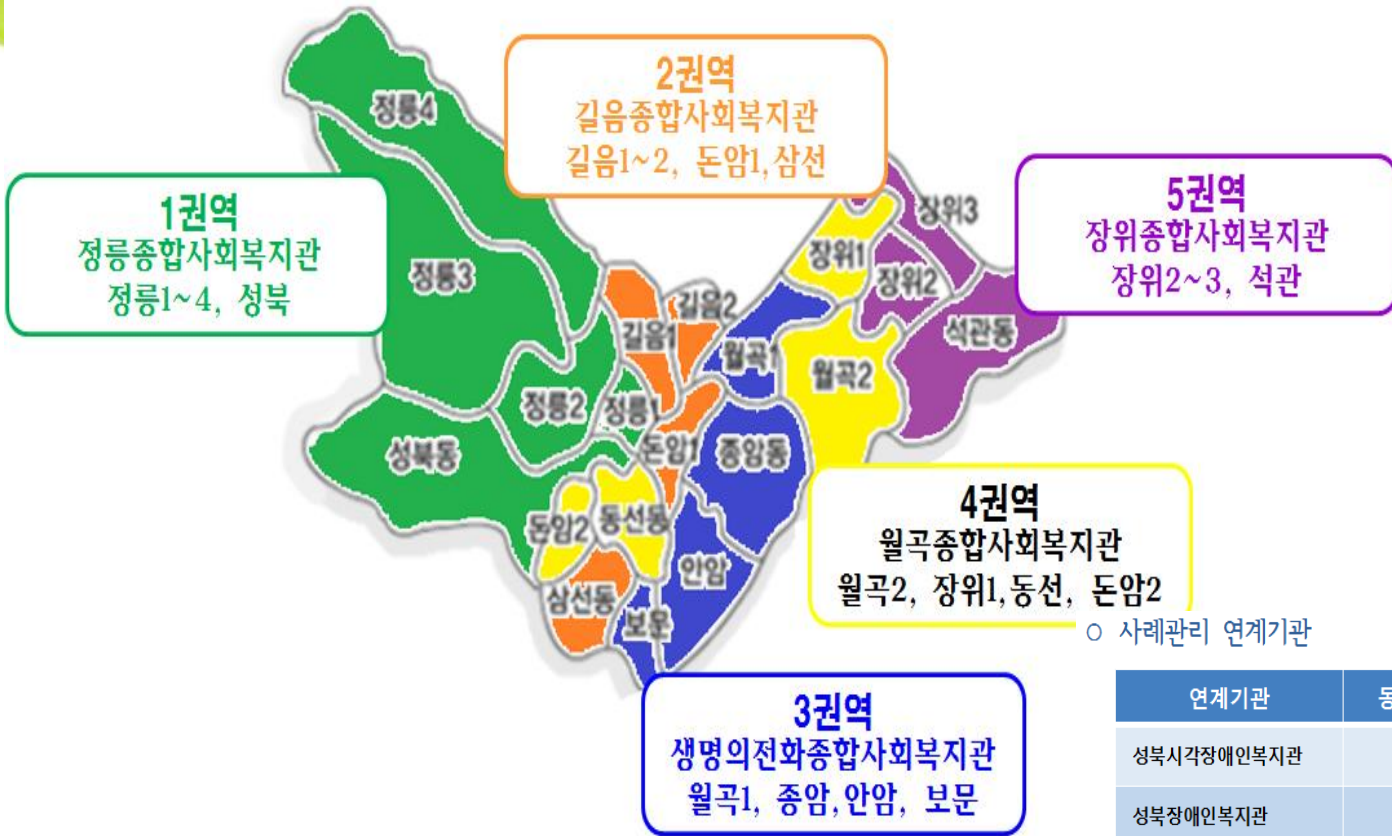 정릉4
2권역
길음종합사회복지관
길음1~2, 돈암1,삼선
1권역
정릉종합사회복지관
정릉1~4, 성북
5권역
장위종합사회복지관
장위2~3, 석관
장위3
장위1
장위2
정릉3
길음2
길음1
석관동
월곡1
월곡2
정릉2
정릉1
돈암1
종암동
성북동
돈암2
동선동
안암
삼선동
보문
4권역
월곡종합사회복지관
월곡2, 장위1,동선, 돈암2
○ 사례관리 연계기관
3권역
생명의전화종합사회복지관
월곡1, 종암,안암, 보문
연계기관
성북시각장애인복지관
성북장애인복지관